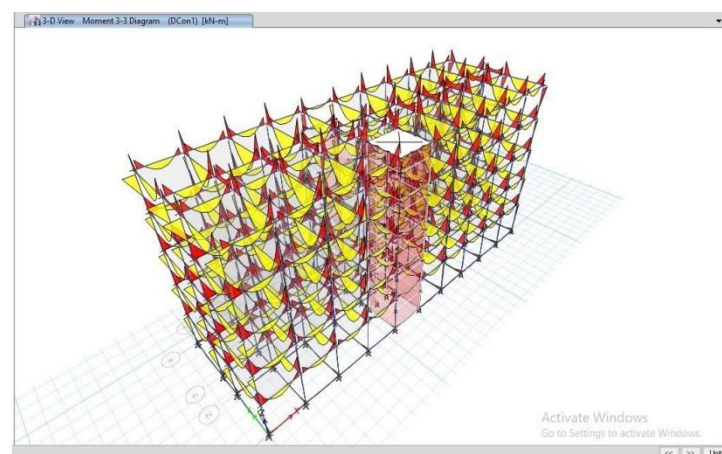 3-D View Moment 3-3 Diagram (DCon1) [kN-m]
Activate Windows
Go to Settings to activate Windows.
<< >>